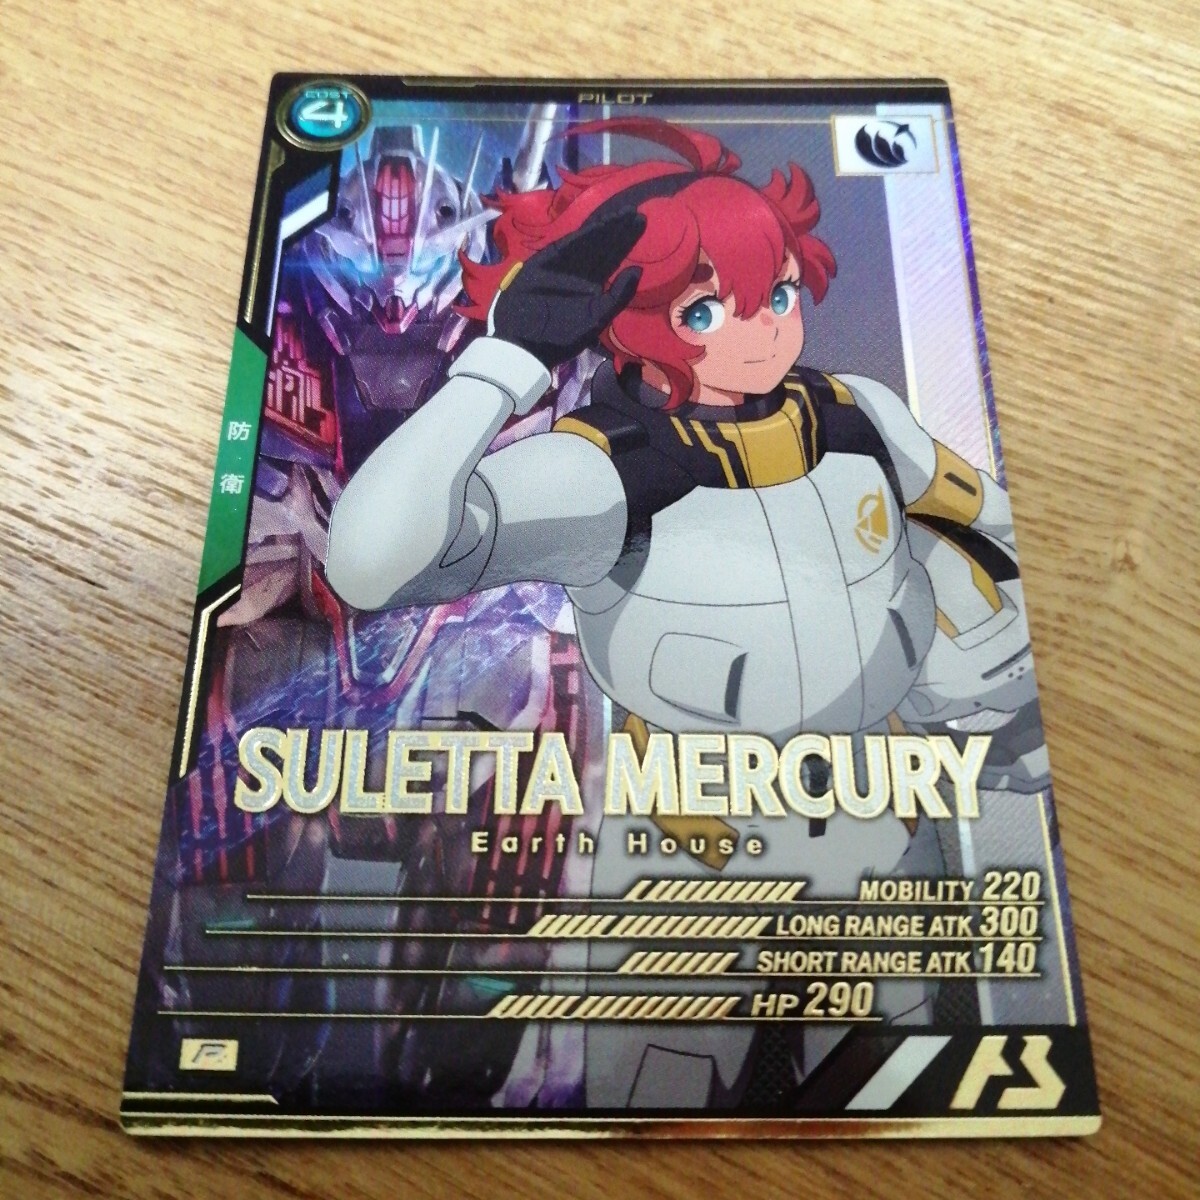 COST
4
PILOT
防衛
SULETTA MERCURY
Earth House
MOBILITY 220
LONG RANGE ATK 300
SHORT RANGE ATK 140
HP 290
P